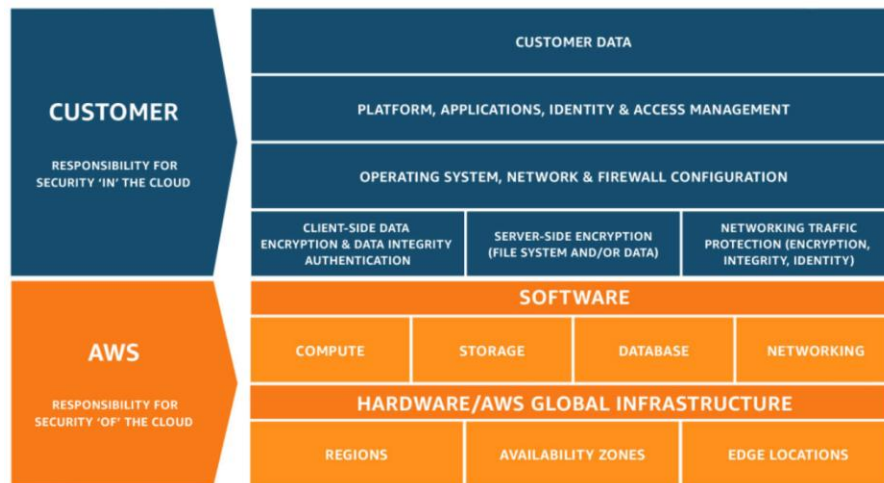 CUSTOMER
RESPONSIBILITY FOR
SECURITY ‘IN’ THE CLOUD
CUSTOMER DATA
PLATFORM, APPLICATIONS, IDENTITY & ACCESS MANAGEMENT
OPERATING SYSTEM, NETWORK & FIREWALL CONFIGURATION
CLIENT-SIDE DATA
ENCRYPTION & DATA INTEGRITY
AUTHENTICATION
SERVER-SIDE ENCRYPTION
(FILE SYSTEM AND/OR DATA)
NETWORKING TRAFFIC
PROTECTION (ENCRYPTION,
INTEGRITY, IDENTITY)
AWS
RESPONSIBILITY FOR
SECURITY ‘OF’ THE CLOUD
SOFTWARE
COMPUTE
STORAGE
DATABASE
NETWORKING
HARDWARE/AWS GLOBAL INFRASTRUCTURE
REGIONS
AVAILABILITY ZONES
EDGE LOCATIONS